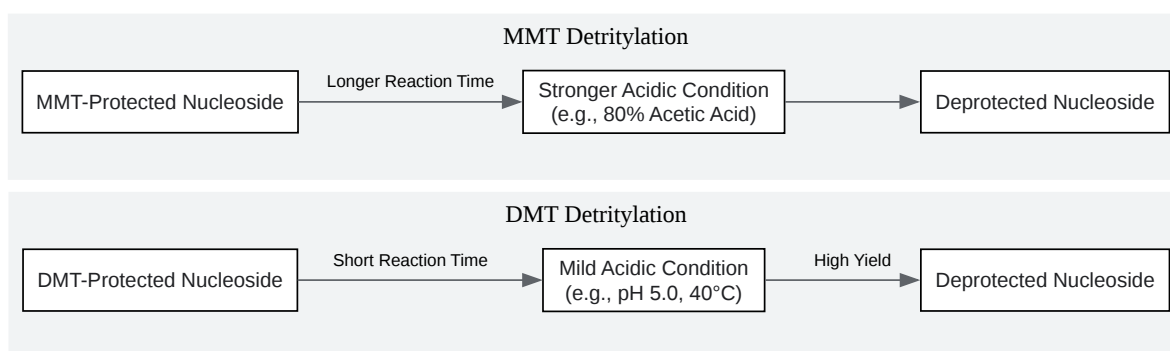 MMT Detritylation
MMT-Protected Nucleoside
Longer Reaction Time
Stronger Acidic Condition
(e.g., 80% Acetic Acid)
Deprotected Nucleoside
DMT Detritylation
DMT-Protected Nucleoside
Short Reaction Time
Mild Acidic Condition
(e.g., pH 5.0, 40°C)
High Yield
Deprotected Nucleoside